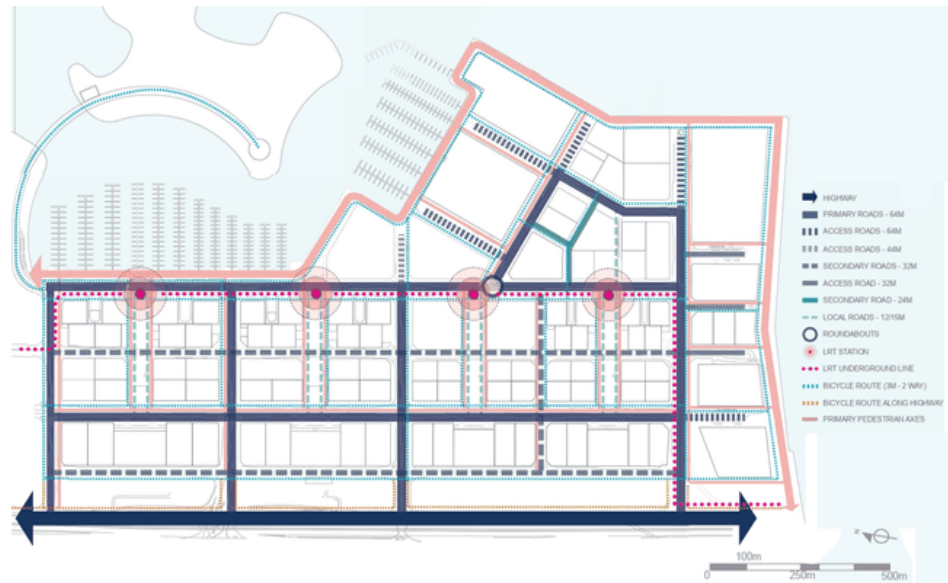 HIGHWAY
PRIMARY ROADS - 64M
ACCESS ROADS - 64M
ACCESS ROADS - 44M
SECONDARY ROADS - 32M
ACCESS ROAD - 32M
SECONDARY ROAD - 24M
LOCAL ROADS - 12/15M
ROUNDABOUTS
LRT STATION
LRT UNDERGROUND LINE
BICYCLE ROUTE (3M - 2 WAY)
BICYCLE ROUTE ALONG HIGHWAY
PRIMARY PEDESTRIAN AXES
N
100m
0 250m 500m